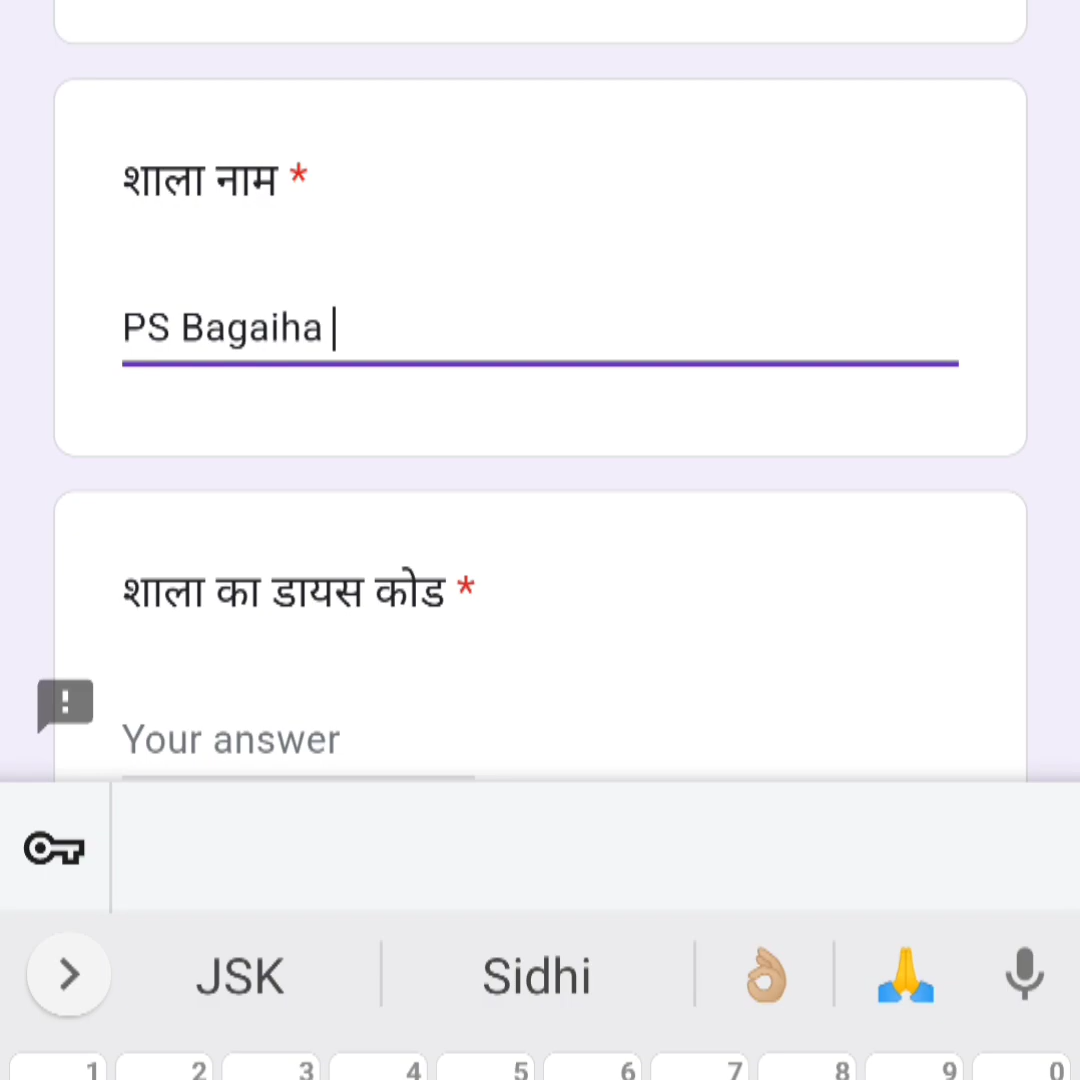 शाला नाम *
PS Bagaiha
शाला का डायस कोड *
Your answer
JSK Sidhi 👌🏼 🙏
1 2 3 4 5 6 7 8 9 0